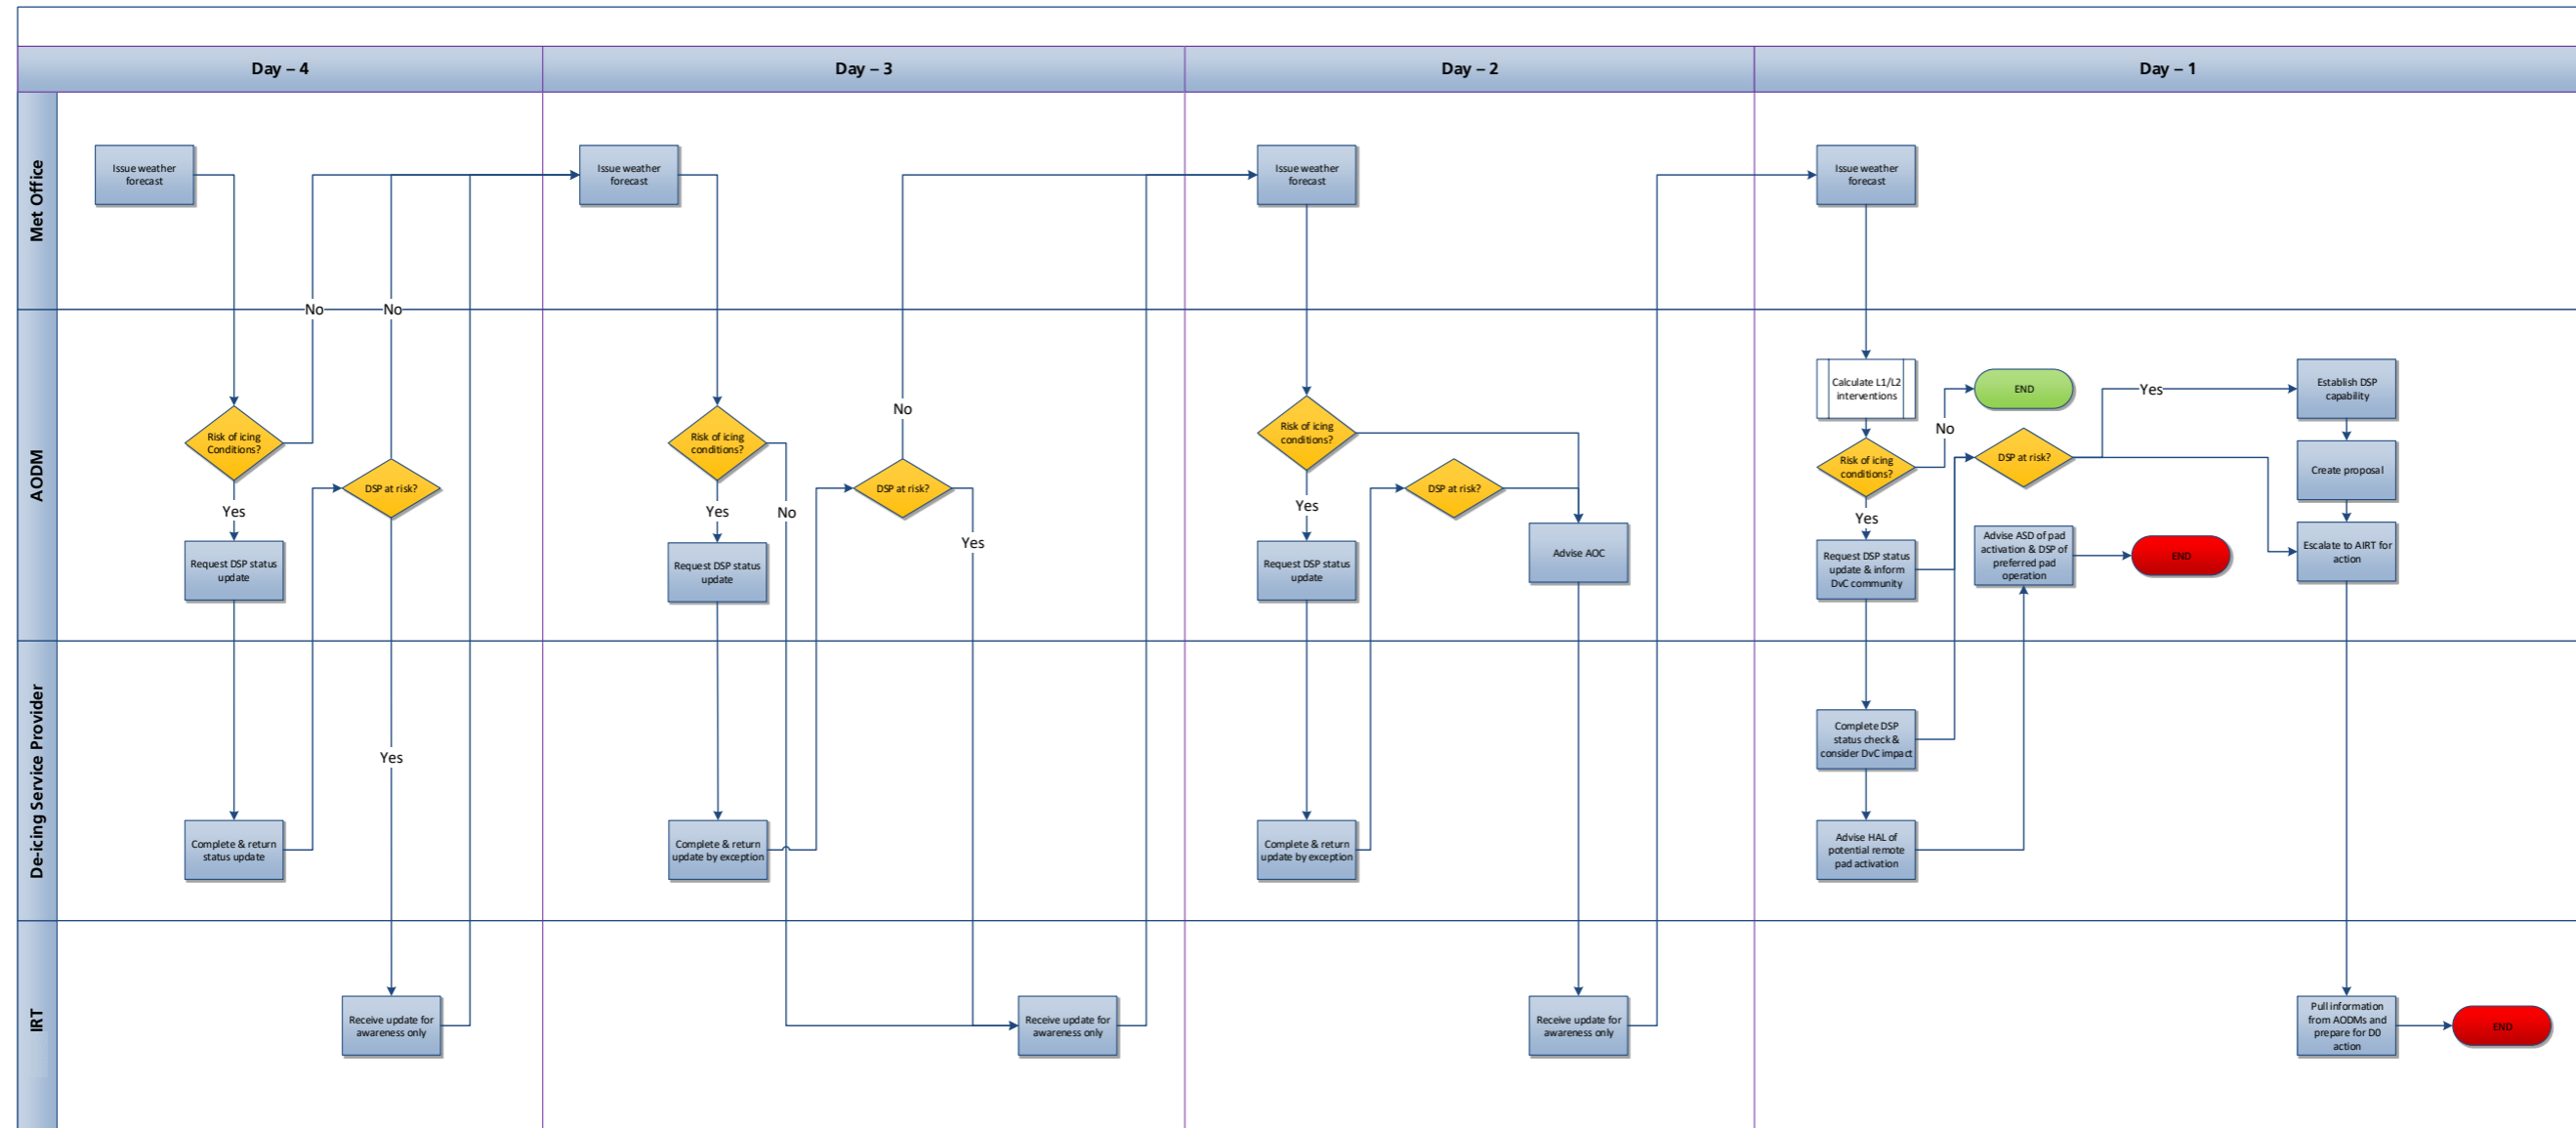 Day – 4
Day – 3
Day – 2
Day – 1
Met Office
Issue weather
forecast
Issue weather
forecast
Issue weather
forecast
Issue weather
forecast
No
No
AODM
Risk of icing
Conditions?
Yes
DSP at risk?
Request DSP status
update
Risk of icing
conditions?
Yes
No
No
DSP at risk?
Yes
Request DSP status
update
Risk of icing
conditions?
Yes
DSP at risk?
Request DSP status
update
Advise AOC
Calculate L1/L2
interventions
Risk of icing
conditions?
No
Yes
END
DSP at risk?
Yes
Request DSP status
update & inform
DvC community
Advise ASD of pad
activation & DSP of
preferred pad
operation
END
Establish DSP
capability
Create proposal
Escalate to AIRT for
action
De-icing Service Provider
Yes
Complete & return
status update
Complete & return
update by exception
Complete & return
update by exception
Complete DSP
status check &
consider DvC impact
Advise HAL of
potential remote
pad activation
IRT
Receive update for
awareness only
Receive update for
awareness only
Receive update for
awareness only
Pull information
from AODMs and
prepare for D0
action
END